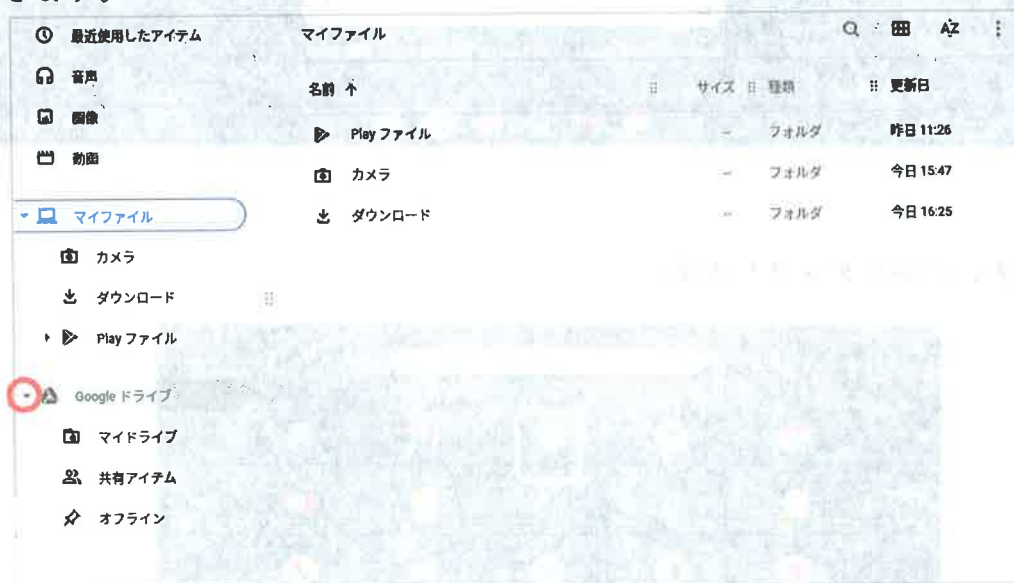 最近使用したアイテム
音声
画像
動画
マイファイル
カメラ
ダウンロード
Play ファイル
Google ドライブ
マイドライブ
共有アイテム
オフライン
マイファイル
AZ
名前 サイズ 種類 更新日
Play ファイル -- フォルダ 昨日 11:26
カメラ -- フォルダ 今日 15:47
ダウンロード -- フォルダ 今日 16:25